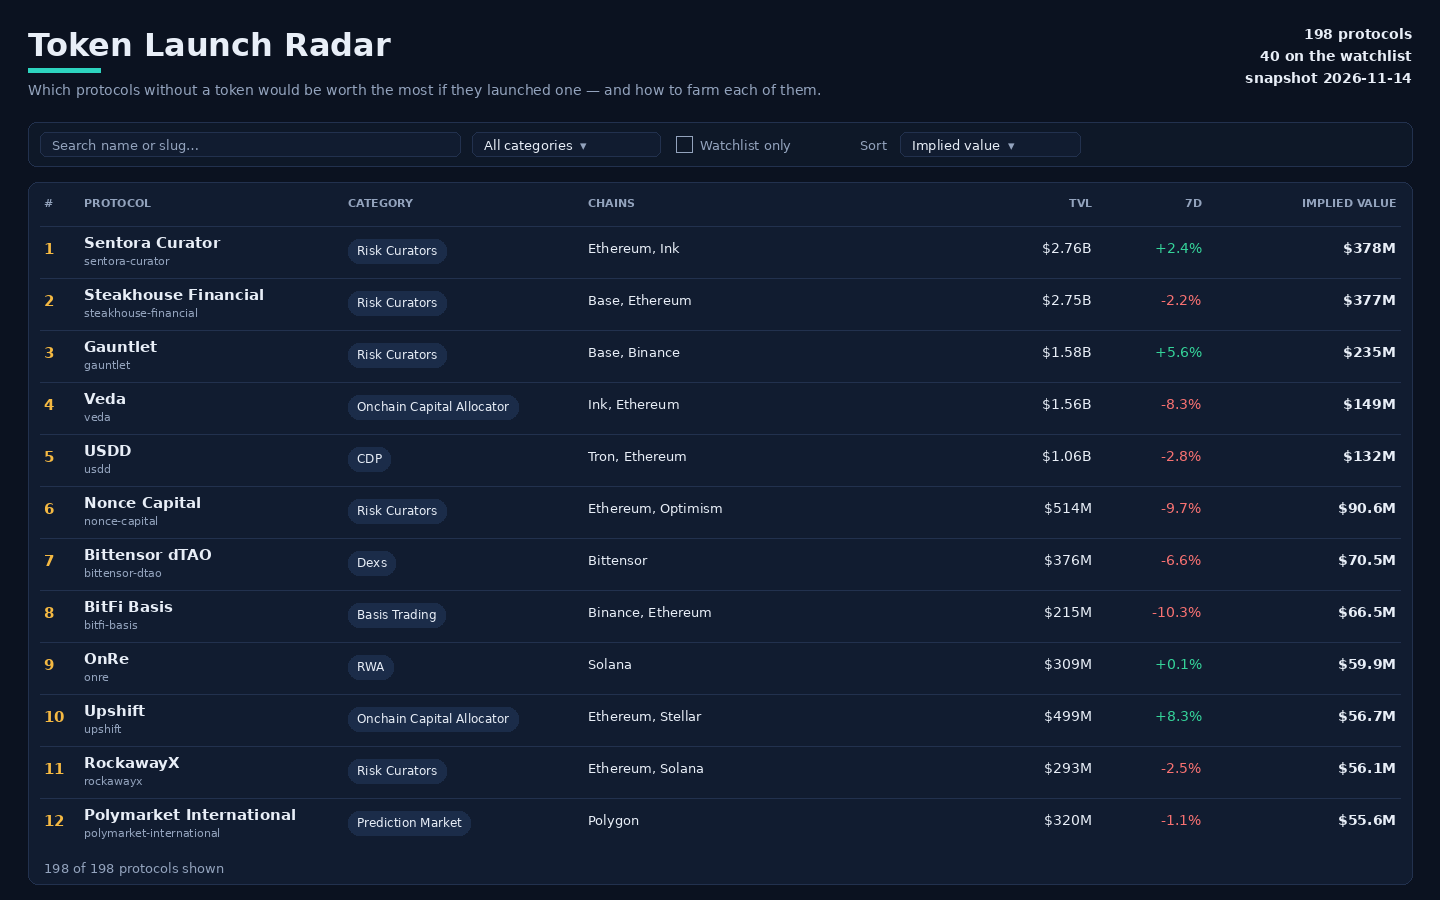 Token Launch Radar
Which protocols without a token would be worth the most if they launched one — and how to farm each of them.
198 protocols
40 on the watchlist
snapshot 2026-11-14
Search name or slug... All categories ▾ Watchlist only Sort Implied value ▾
# PROTOCOL CATEGORY CHAINS TVL 7D IMPLIED VALUE
1 Sentora Curator Risk Curators Ethereum, Ink $2.76B +2.4% $378M
sentora-curator
2 Steakhouse Financial Risk Curators Base, Ethereum $2.75B -2.2% $377M
steakhouse-financial
3 Gauntlet Risk Curators Base, Binance $1.58B +5.6% $235M
gauntlet
4 Veda Onchain Capital Allocator Ink, Ethereum $1.56B -8.3% $149M
veda
5 USDD CDP Tron, Ethereum $1.06B -2.8% $132M
usdd
6 Nonce Capital Risk Curators Ethereum, Optimism $514M -9.7% $90.6M
nonce-capital
7 Bittensor dTAO Dexs Bittensor $376M -6.6% $70.5M
bittensor-dtao
8 BitFi Basis Basis Trading Binance, Ethereum $215M -10.3% $66.5M
bitfi-basis
9 OnRe RWA Solana $309M +0.1% $59.9M
onre
10 Upshift Onchain Capital Allocator Ethereum, Stellar $499M +8.3% $56.7M
upshift
11 RockawayX Risk Curators Ethereum, Solana $293M -2.5% $56.1M
rockawayx
12 Polymarket International Prediction Market Polygon $320M -1.1% $55.6M
polymarket-international
198 of 198 protocols shown